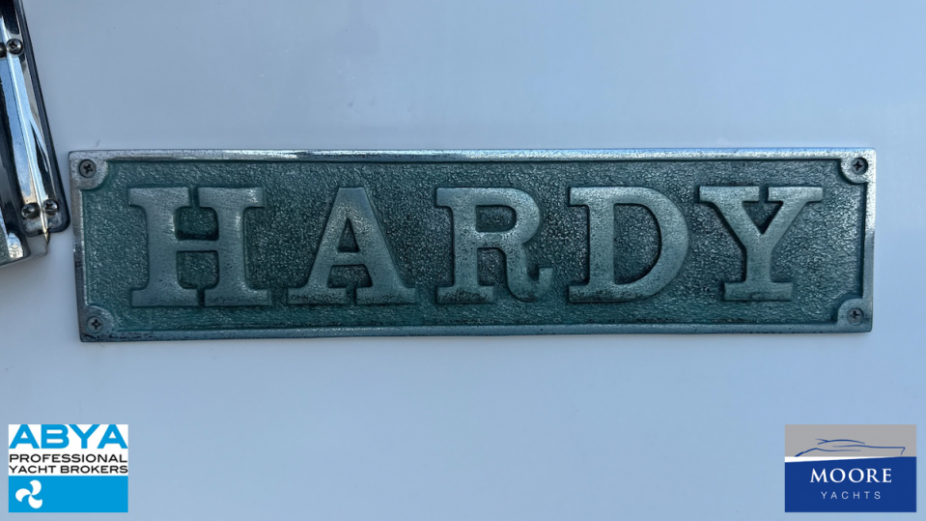 HARDY
ABYA
PROFESSIONAL
YACHT BROKERS
MOORE
YACHTS